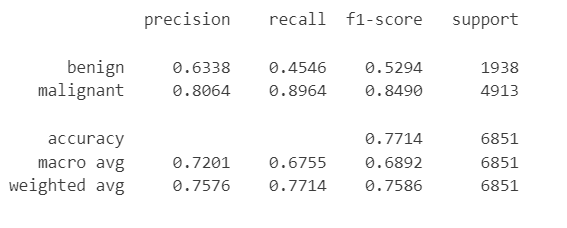 precision recall f1-score support
benign 0.6338 0.4546 0.5294 1938
malignant 0.8064 0.8964 0.8490 4913
accuracy 0.7714 6851
macro avg 0.7201 0.6755 0.6892 6851
weighted avg 0.7576 0.7714 0.7586 6851